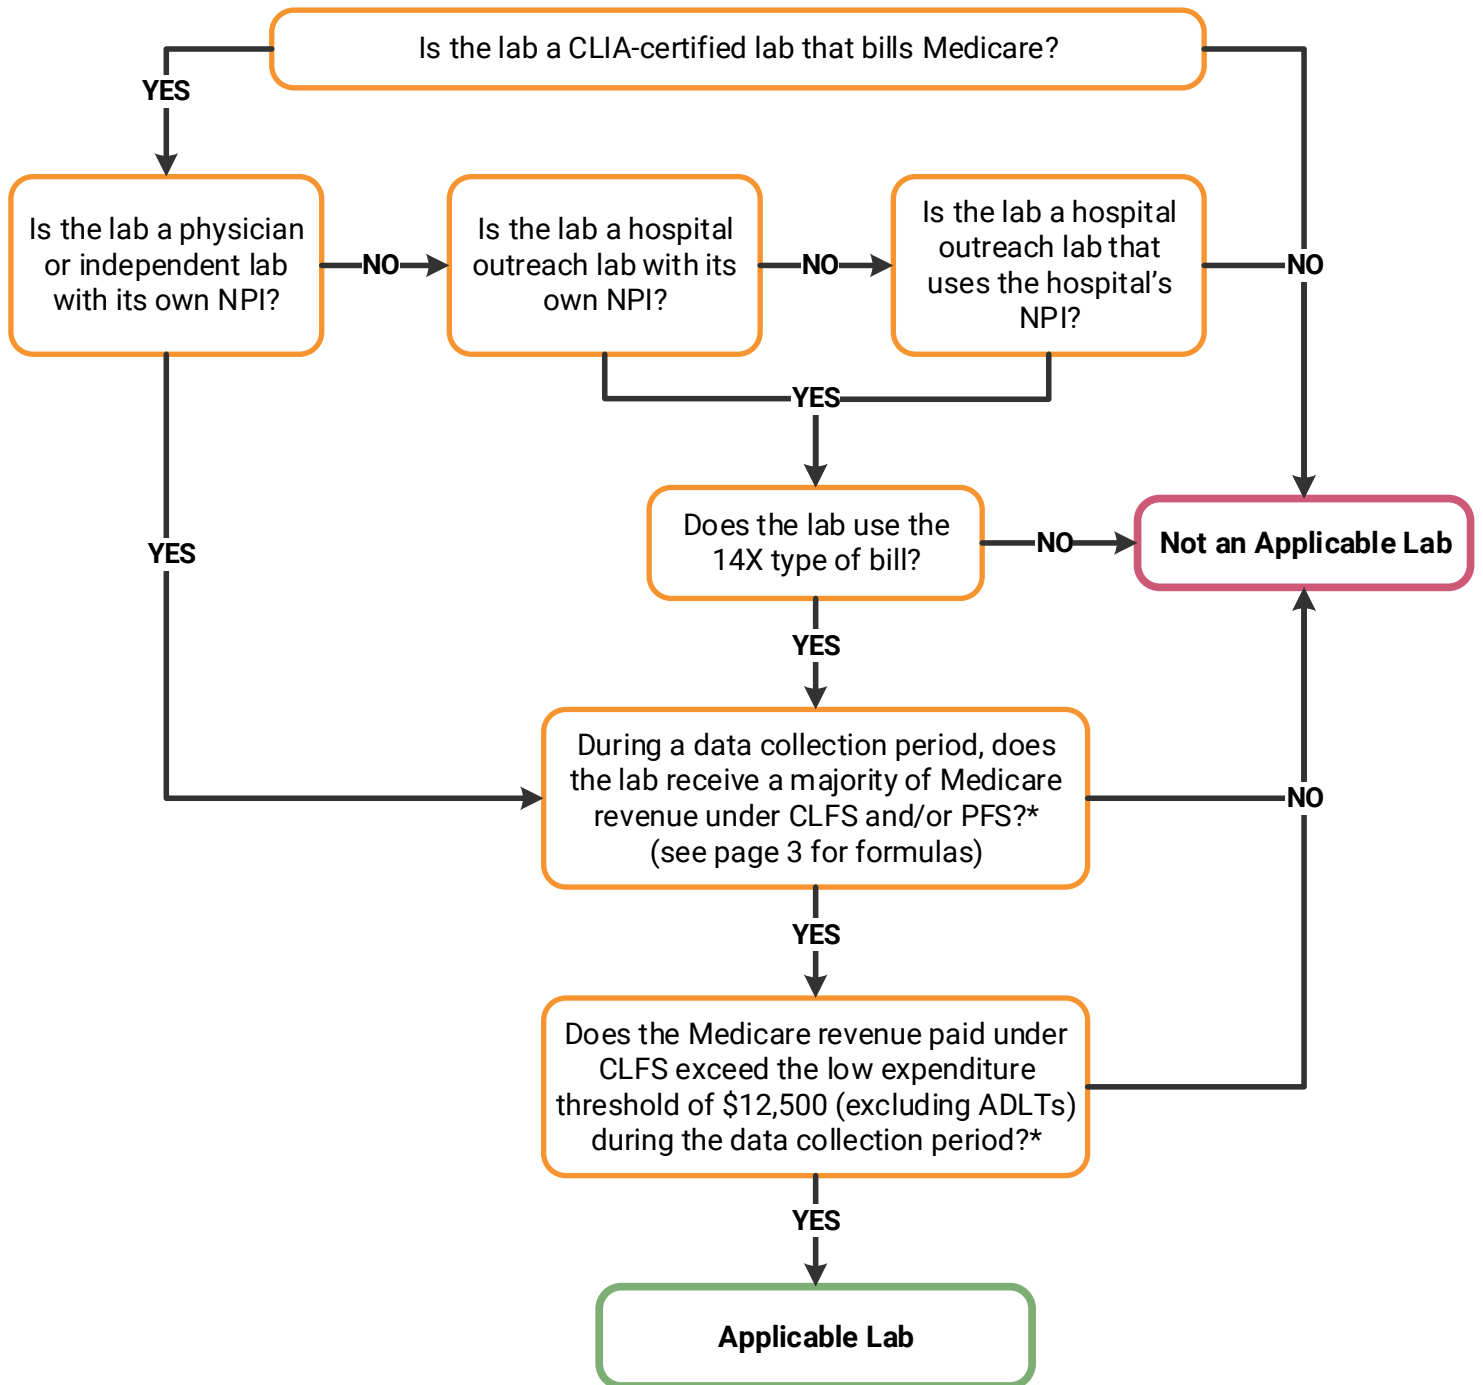 Is the lab a CLIA-certified lab that bills Medicare?
YES
Is the lab a physician
or independent lab
with its own NPI?
NO
Is the lab a hospital
outreach lab with its
own NPI?
NO
Is the lab a hospital
outreach lab that
uses the hospital’s
NPI?
NO
YES
YES
Does the lab use the
14X type of bill?
NO
Not an Applicable Lab
YES
During a data collection period, does
the lab receive a majority of Medicare
revenue under CLFS and/or PFS?*
(see page 3 for formulas)
NO
YES
Does the Medicare revenue paid under
CLFS exceed the low expenditure
threshold of $12,500 (excluding ADLTs)
during the data collection period?*
YES
Applicable Lab